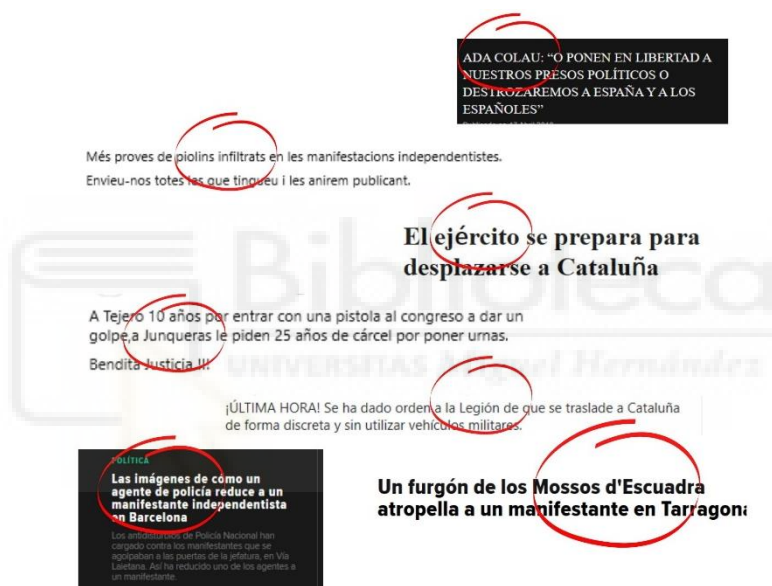 ADA COLAU: “O PONEN EN LIBERTAD A
NUESTROS PRESOS POLÍTICOS O
DESTROZAREMOS A ESPAÑA Y A LOS
ESPAÑOLES”
Més proves de piolins infiltrats en les manifestacions independentistes.
Envieu-nos totes les que tingueu i les anirem publicant.
El ejército se prepara para
desplazarse a Cataluña
Biblioteca
A Tejero 10 años por entrar con una pistola al congreso a dar un
golpe,a Junqueras le piden 25 años de cárcel por poner urnas.
Bendita Justicia !!!
UNIVERSITAS Miguel Hernández
¡ÚLTIMA HORA! Se ha dado orden a la Legión de que se traslade a Cataluña
de forma discreta y sin utilizar vehículos militares.
POLÍTICA
Las imágenes de cómo un
agente de policía reduce a un
manifestante independentista
en Barcelona
Los antidisturbios de Policía Nacional han
cargado contra los manifestantes que se
agolpaban a las puertas de la jefatura, en Vía
Laietana. Así ha reducido uno de los agentes a
un manifestante
Un furgón de los Mossos d'Escuadra
atropella a un manifestante en Tarragona